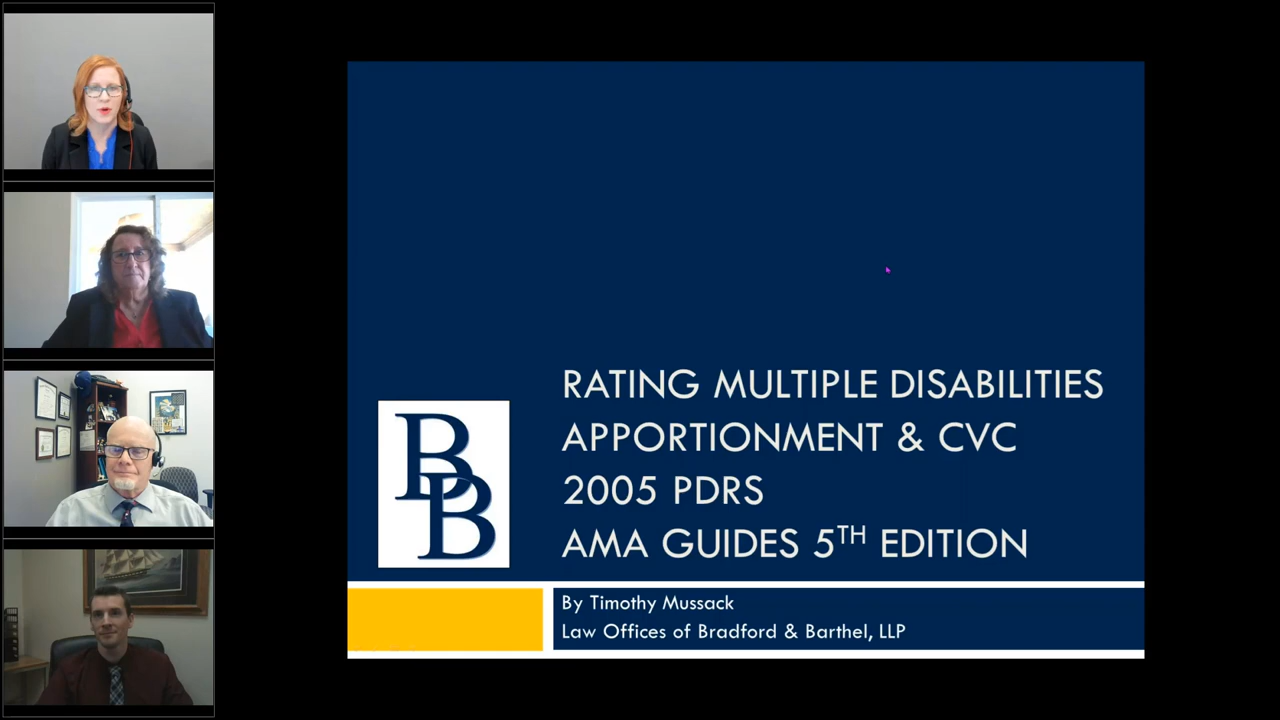 RATING MULTIPLE DISABILITIES
APPORTIONMENT & CVC
2005 PDRS
AMA GUIDES 5TH EDITION
BB
By Timothy Mussack
Law Offices of Bradford & Barthel, LLP